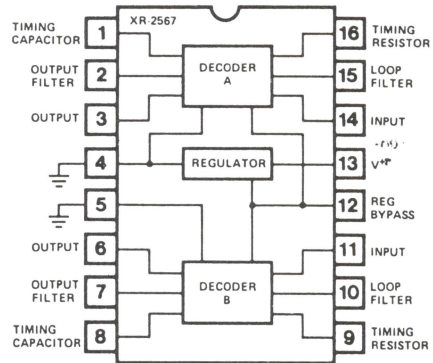 XR-2567
TIMING
CAPACITOR
1
OUTPUT
FILTER
2
OUTPUT
3
4
5
OUTPUT
6
OUTPUT
FILTER
7
TIMING
CAPACITOR
8
DECODER
A
REGULATOR
DECODER
B
16
TIMING
RESISTOR
15
LOOP
FILTER
14
INPUT
13
12
REG
BYPASS
11
INPUT
10
LOOP
FILTER
9
TIMING
RESISTOR